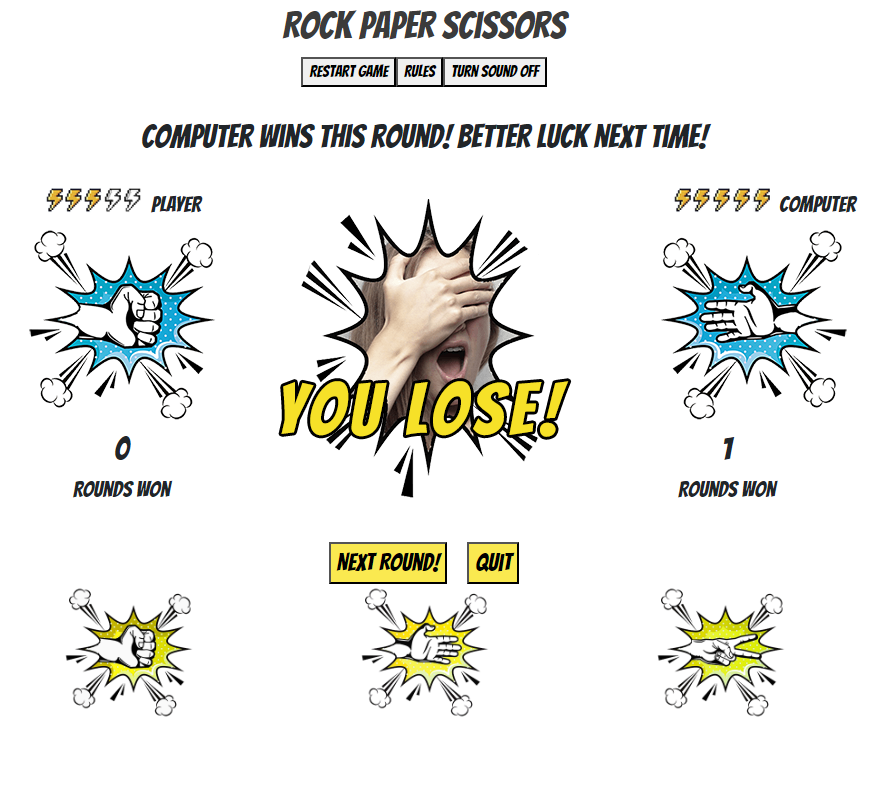 ROCK PAPER SCISSORS
RESTART GAME RULES TURN SOUND OFF
COMPUTER WINS THIS ROUND! BETTER LUCK NEXT TIME!
PLAYER
COMPUTER
YOU LOSE!
0
1
ROUNDS WON
ROUNDS WON
NEXT ROUND! QUIT